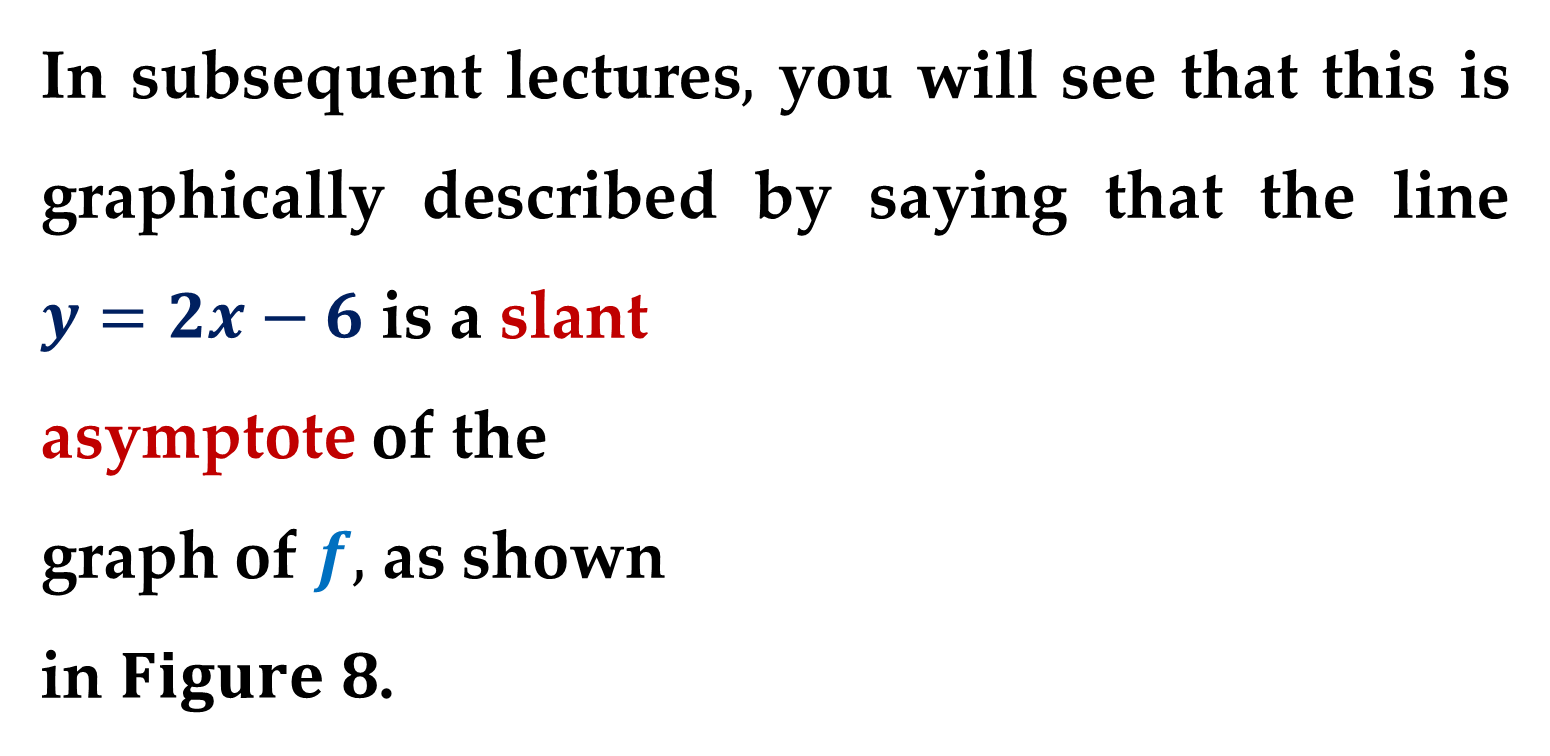 In subsequent lectures, you will see that this is
graphically described by saying that the line
y = 2x − 6 is a slant
asymptote of the
graph of f, as shown
in Figure 8.